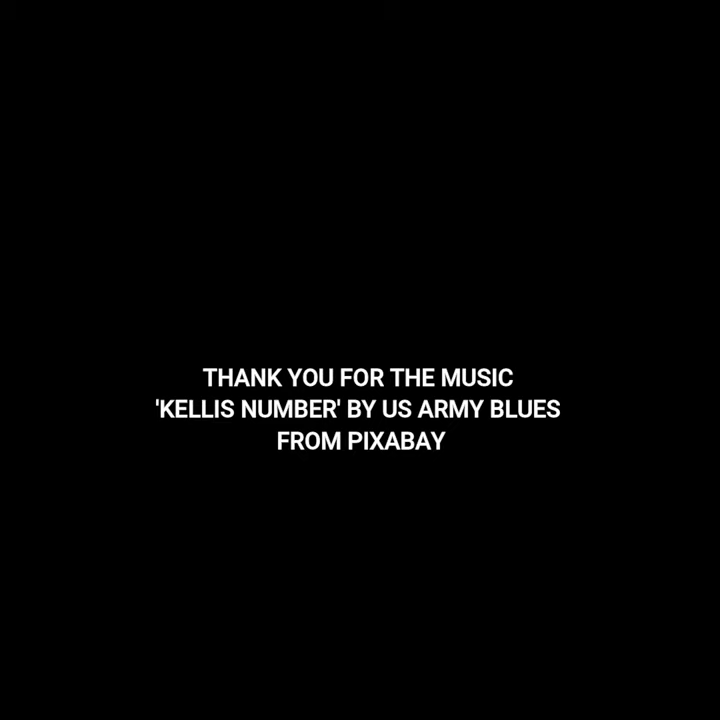 THANK YOU FOR THE MUSIC
'KELLIS NUMBER' BY US ARMY BLUES
FROM PIXABAY